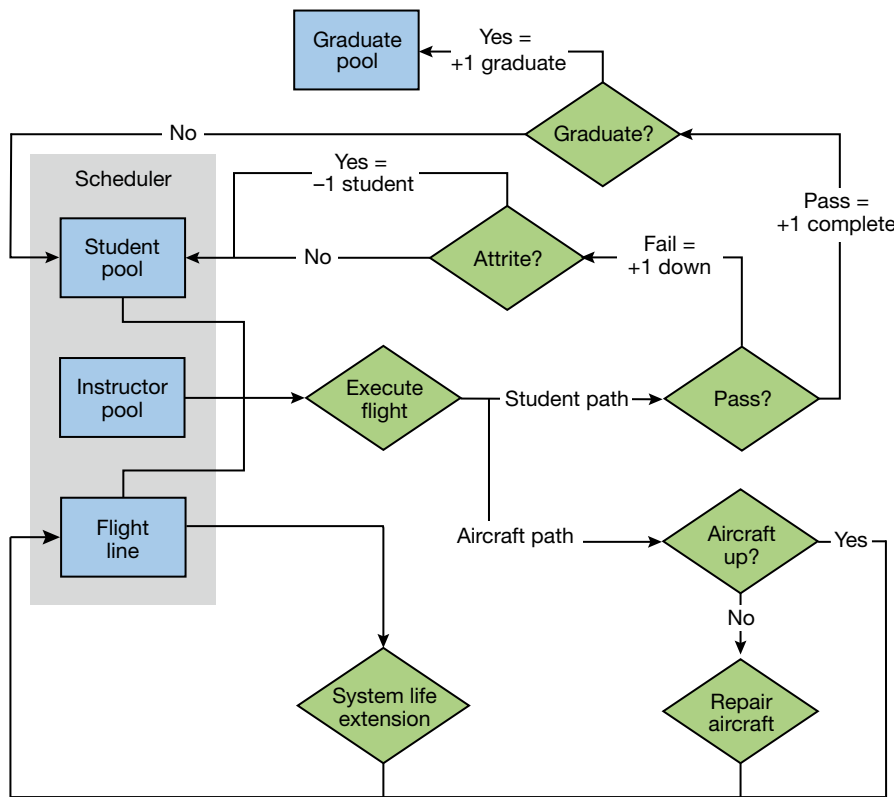 Graduate
pool
Yes =
+1 graduate
No
Graduate?
Scheduler
Yes =
–1 student
Pass =
+1 complete
Student
pool
No
Attrite?
Fail =
+1 down
Instructor
pool
Execute
flight
Student path
Pass?
Flight
line
Aircraft path
Aircraft
up?
Yes
No
System life
extension
Repair
aircraft